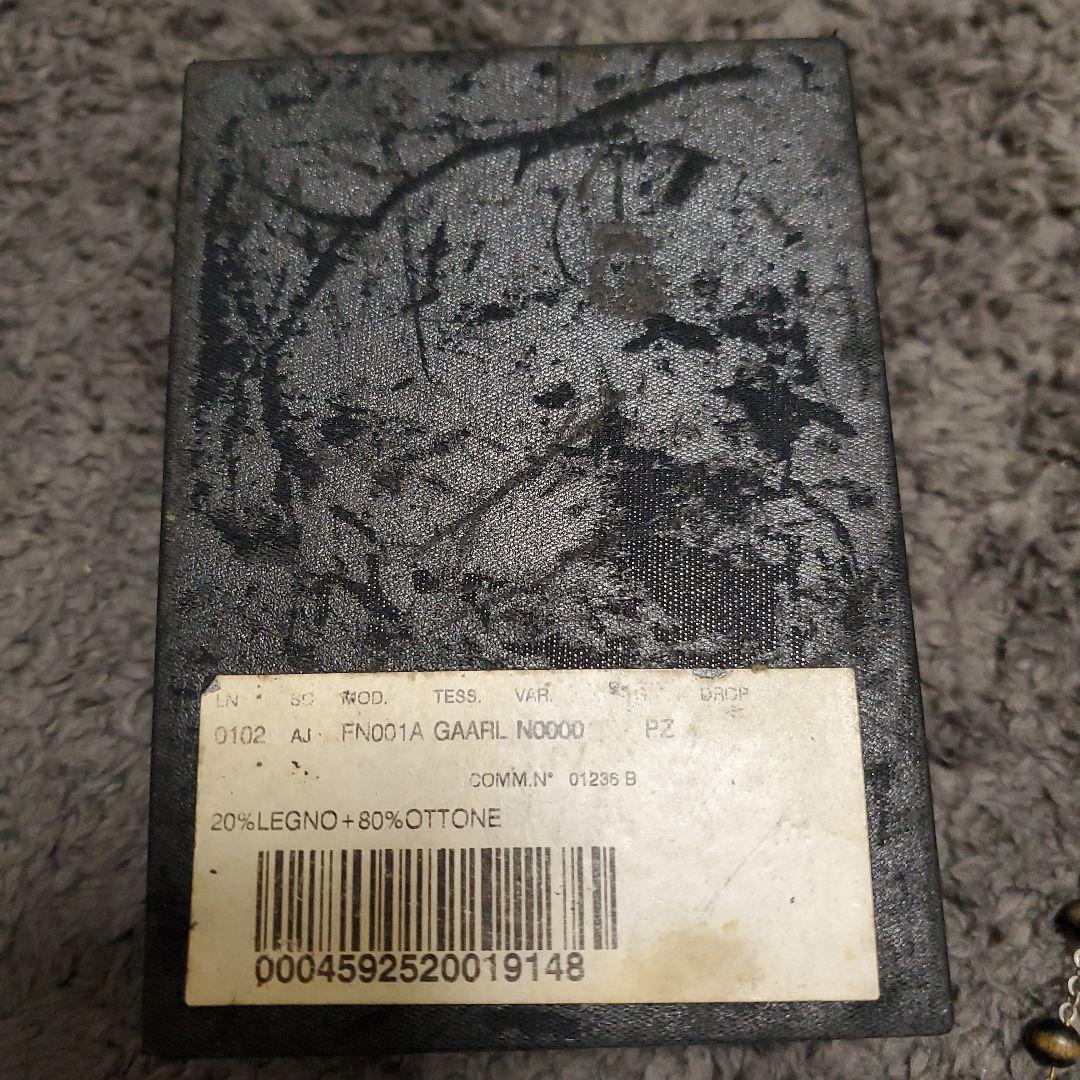 LN SC MOD. TESS. VAR. DROP
0102 AJ FN001A GAARL N0000 PZ
COMM.N° 01236 B
20%LEGNO+80%OTTONE
0004592520019148